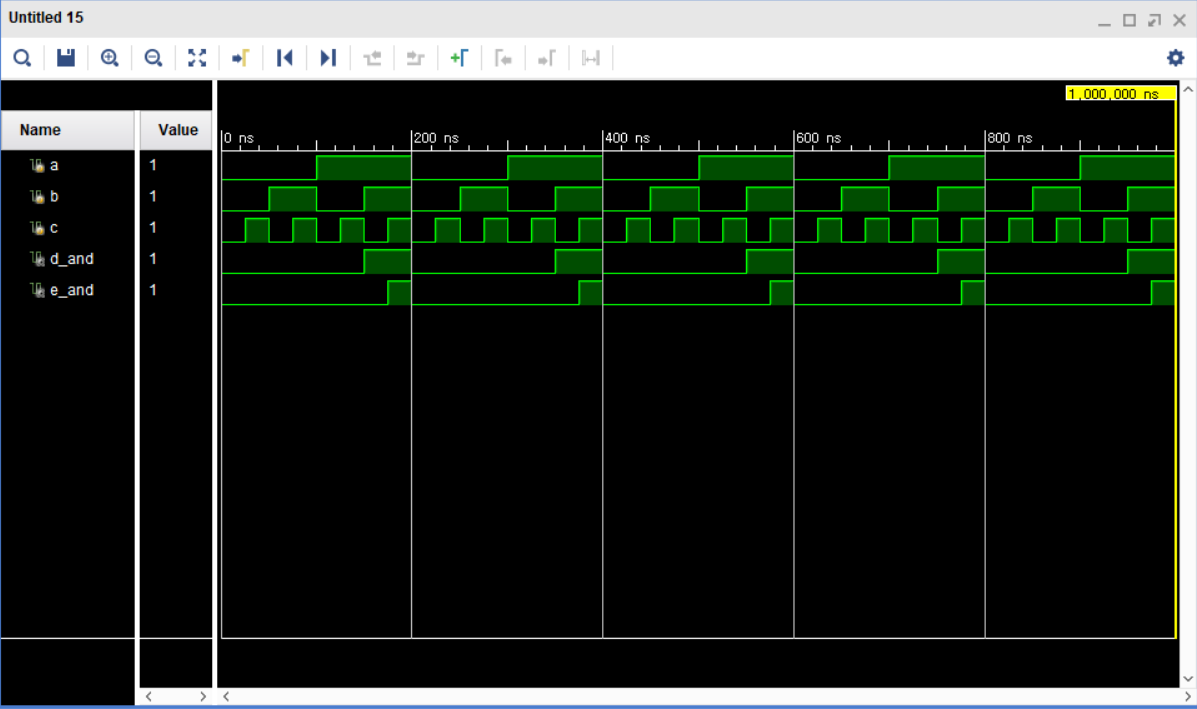 Untitled 15
1,000,000 ns
Name Value
0 ns 200 ns 400 ns 600 ns 800 ns
a 1
b 1
c 1
d_and 1
e_and 1